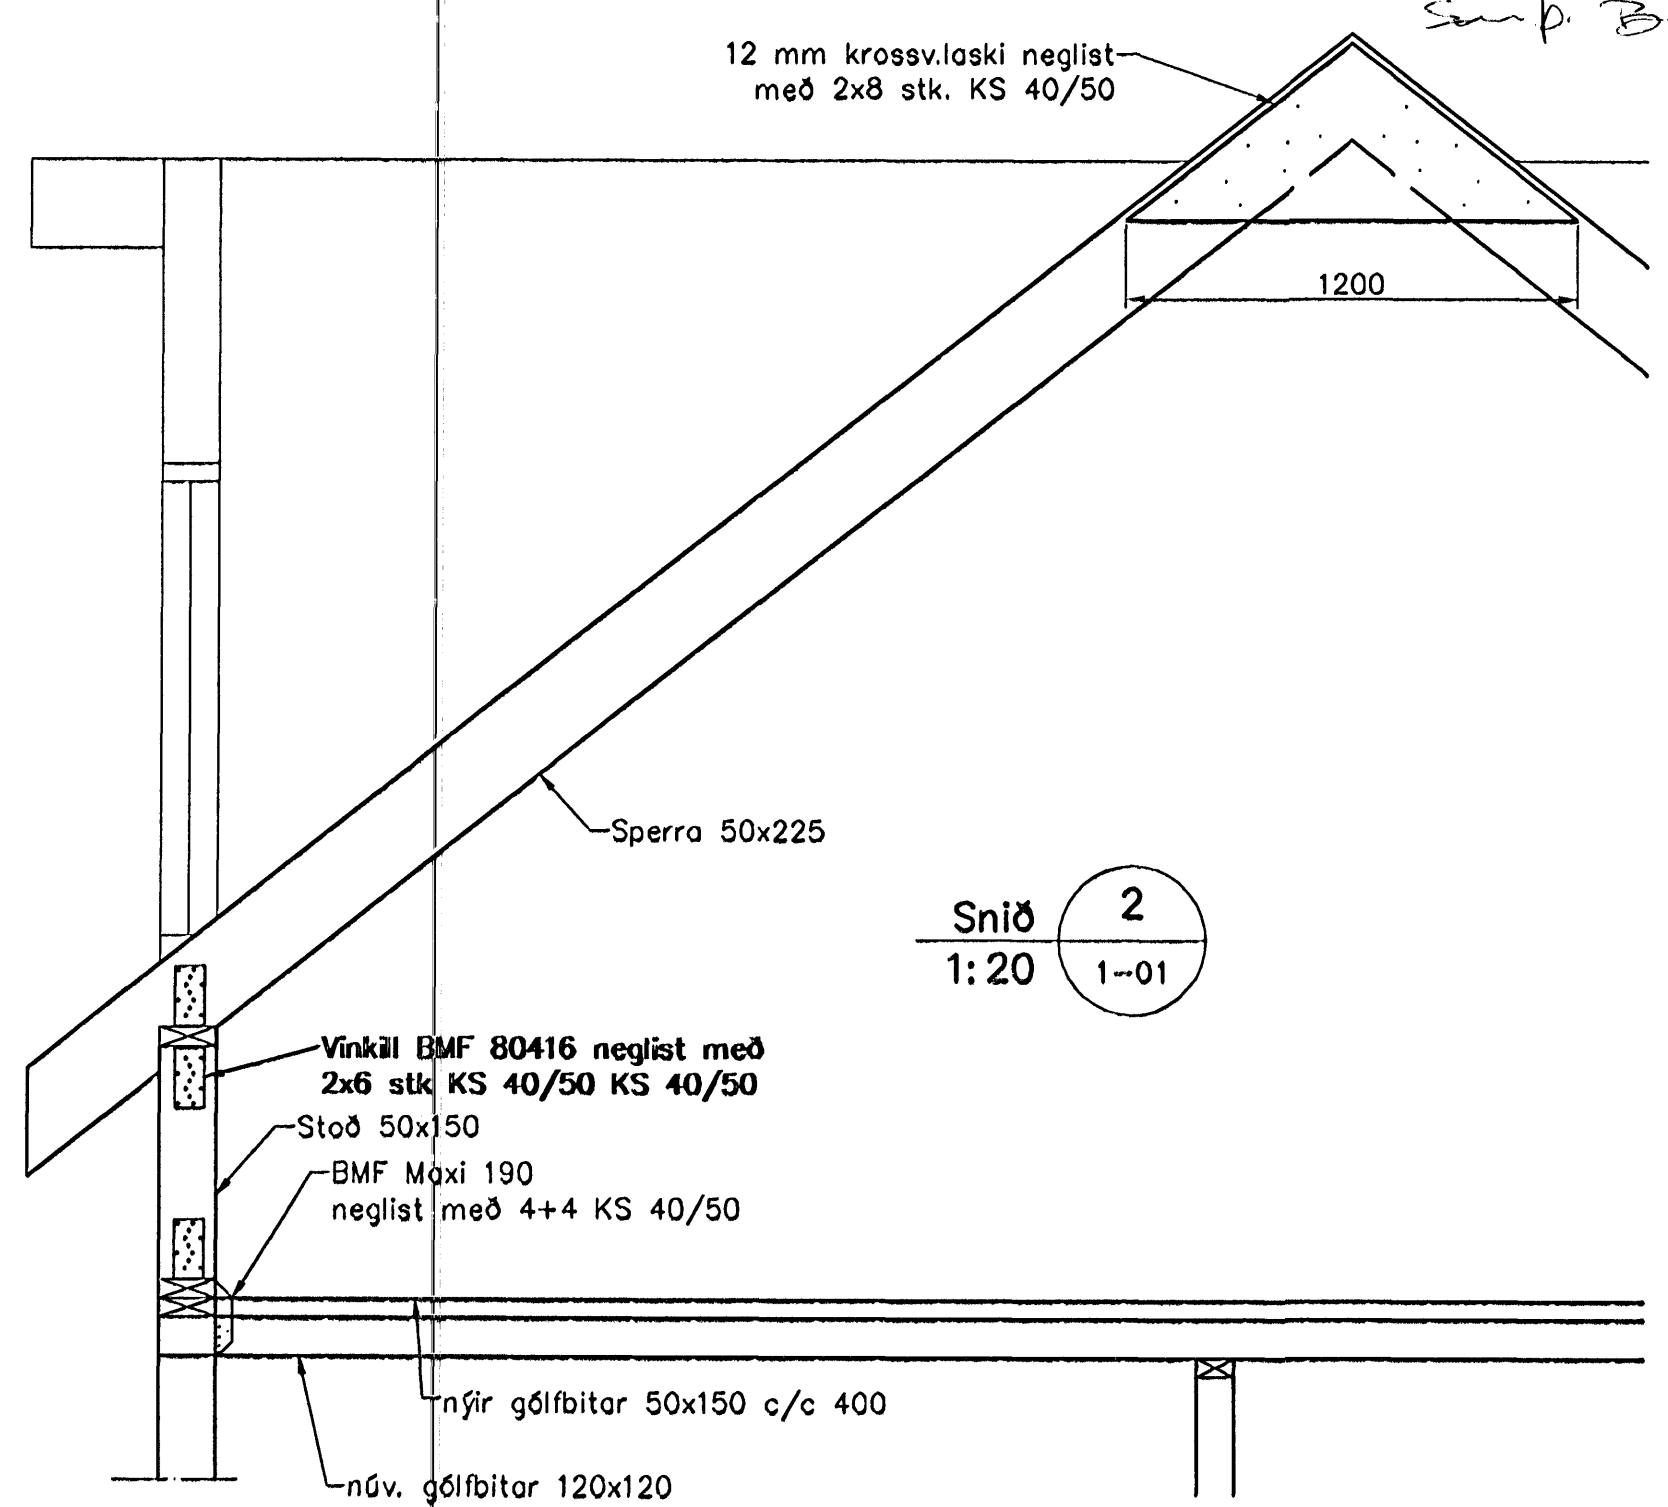 12 mm krossv.laski neglist
með 2x8 stk. KS 40/50
1200
Sperra 50x225
Snið 2
1:20 1-01
Vinkill BMF 80416 neglist með
2x6 stk KS 40/50 KS 40/50
Stoð 50x150
BMF Maxi 190
neglist með 4+4 KS 40/50
nýir gólfbitar 50x150 c/c 400
núv. gólfbitar 120x120